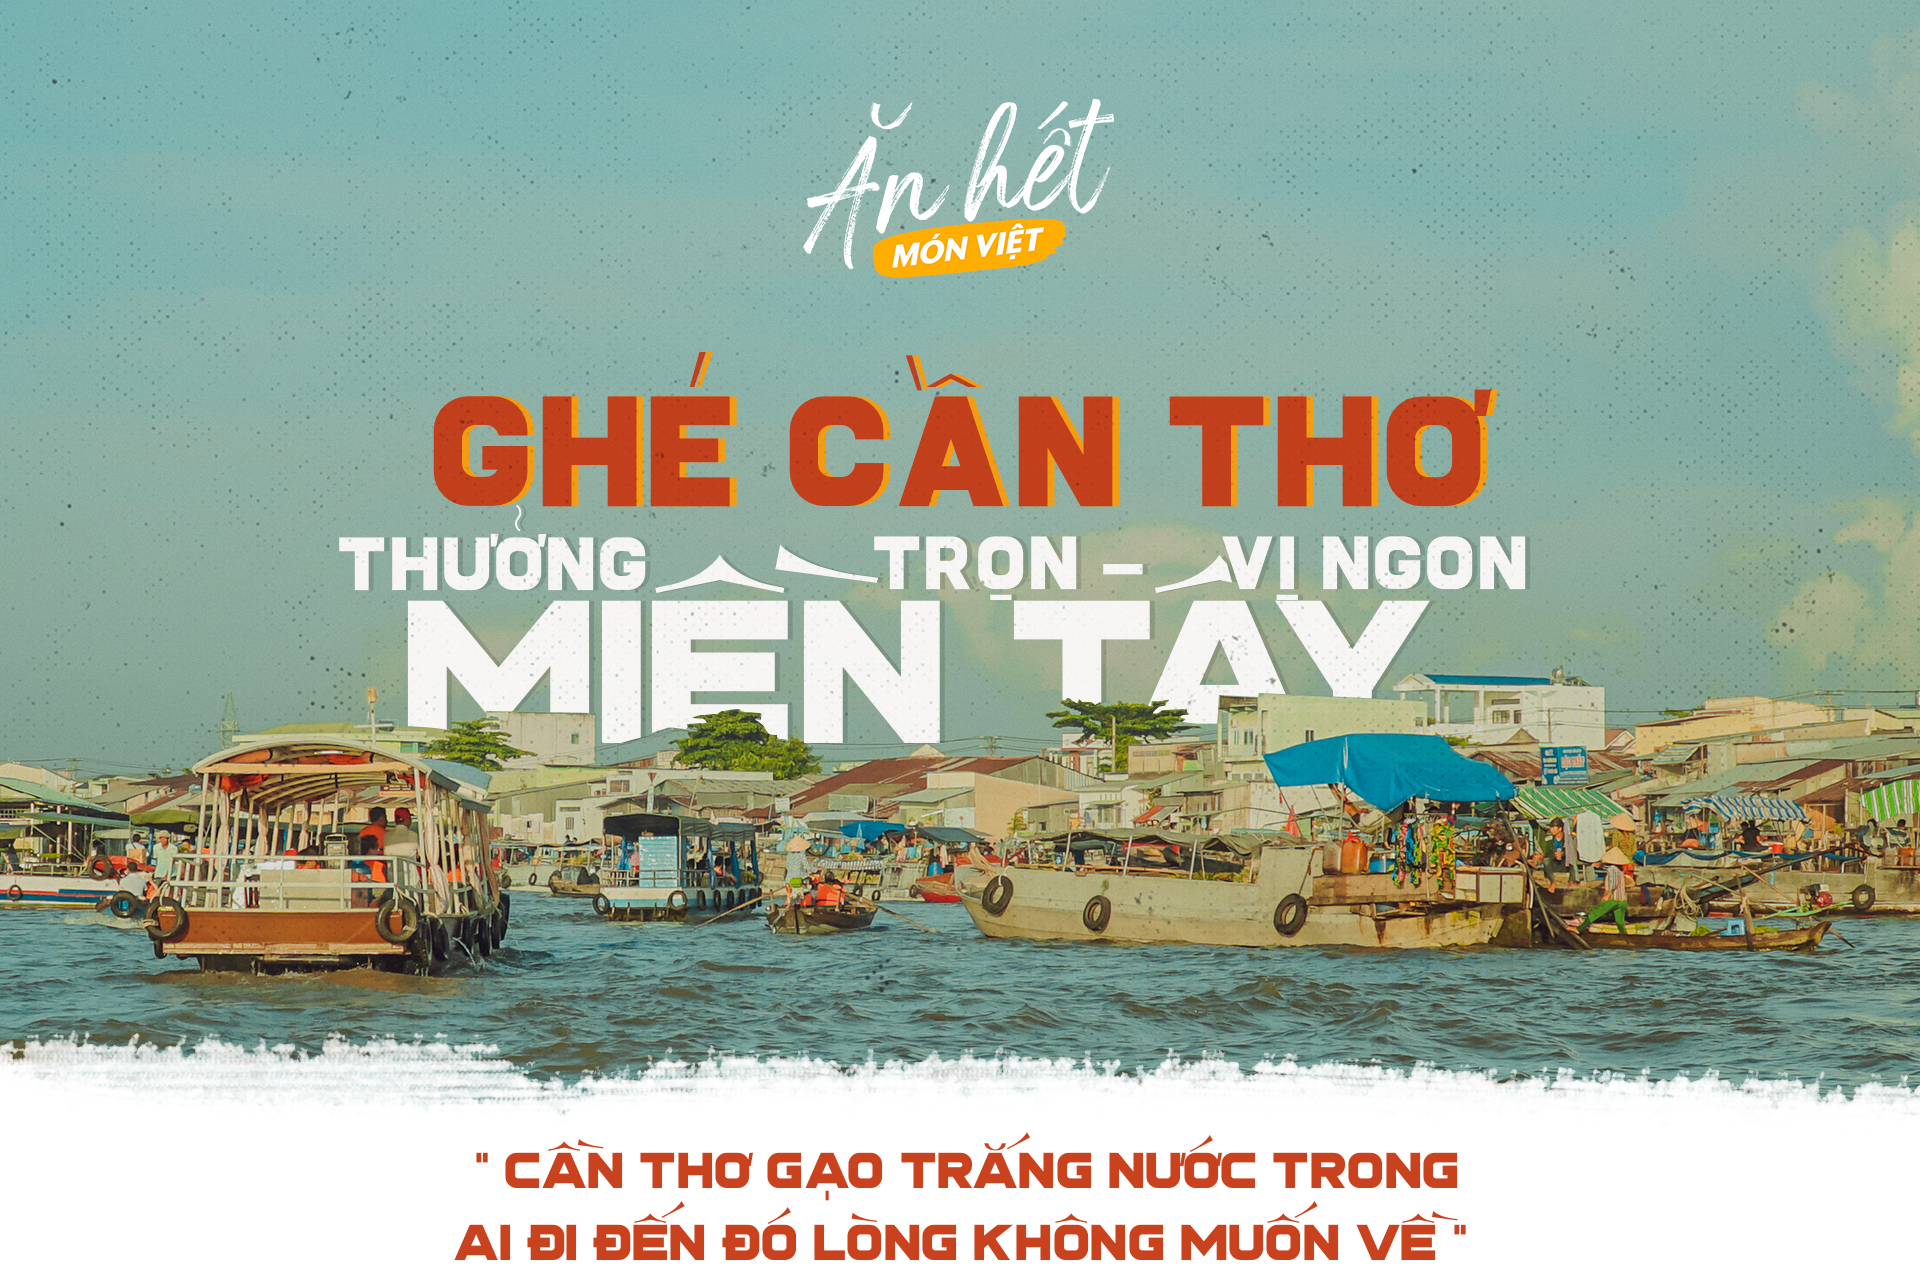 Ăn hết
MÓN VIỆT
GHÉ CẦN THƠ
THƯỞNG TRỌN – VỊ NGON
MIỀN TÂY
" CẦN THƠ GẠO TRẮNG NƯỚC TRONG
AI ĐI ĐẾN ĐÓ LÒNG KHÔNG MUỐN VỀ "